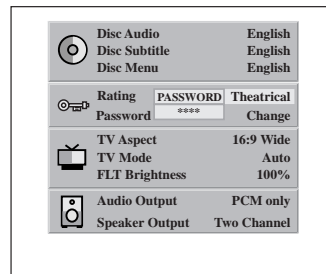 Disc Audio English
Disc Subtitle English
Disc Menu English
Rating PASSWORD Theatrical
Password **** Change
TV Aspect 16:9 Wide
TV Mode Auto
FLT Brightness 100%
Audio Output PCM only
Speaker Output Two Channel